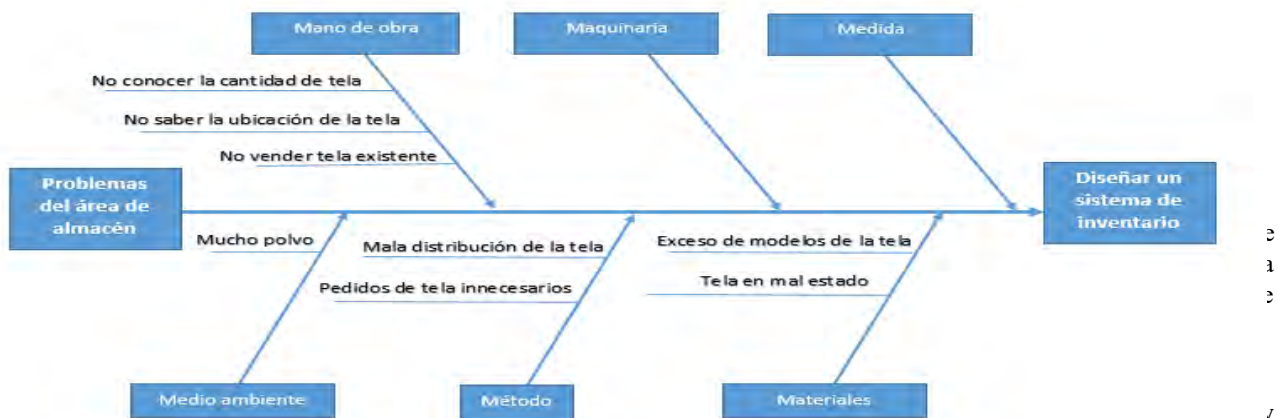 Mano de obra
Maquinaria
Medida
No conocer la cantidad de tela
No saber la ubicación de la tela
No vender tela existente
Problemas
del área de
almacén
Diseñar un
sistema de
inventario
Mucho polvo
Mala distribución de la tela
Pedidos de tela innecesarios
Exceso de modelos de la tela
Tela en mal estado
Medio ambiente
Método
Materiales
e
a
e